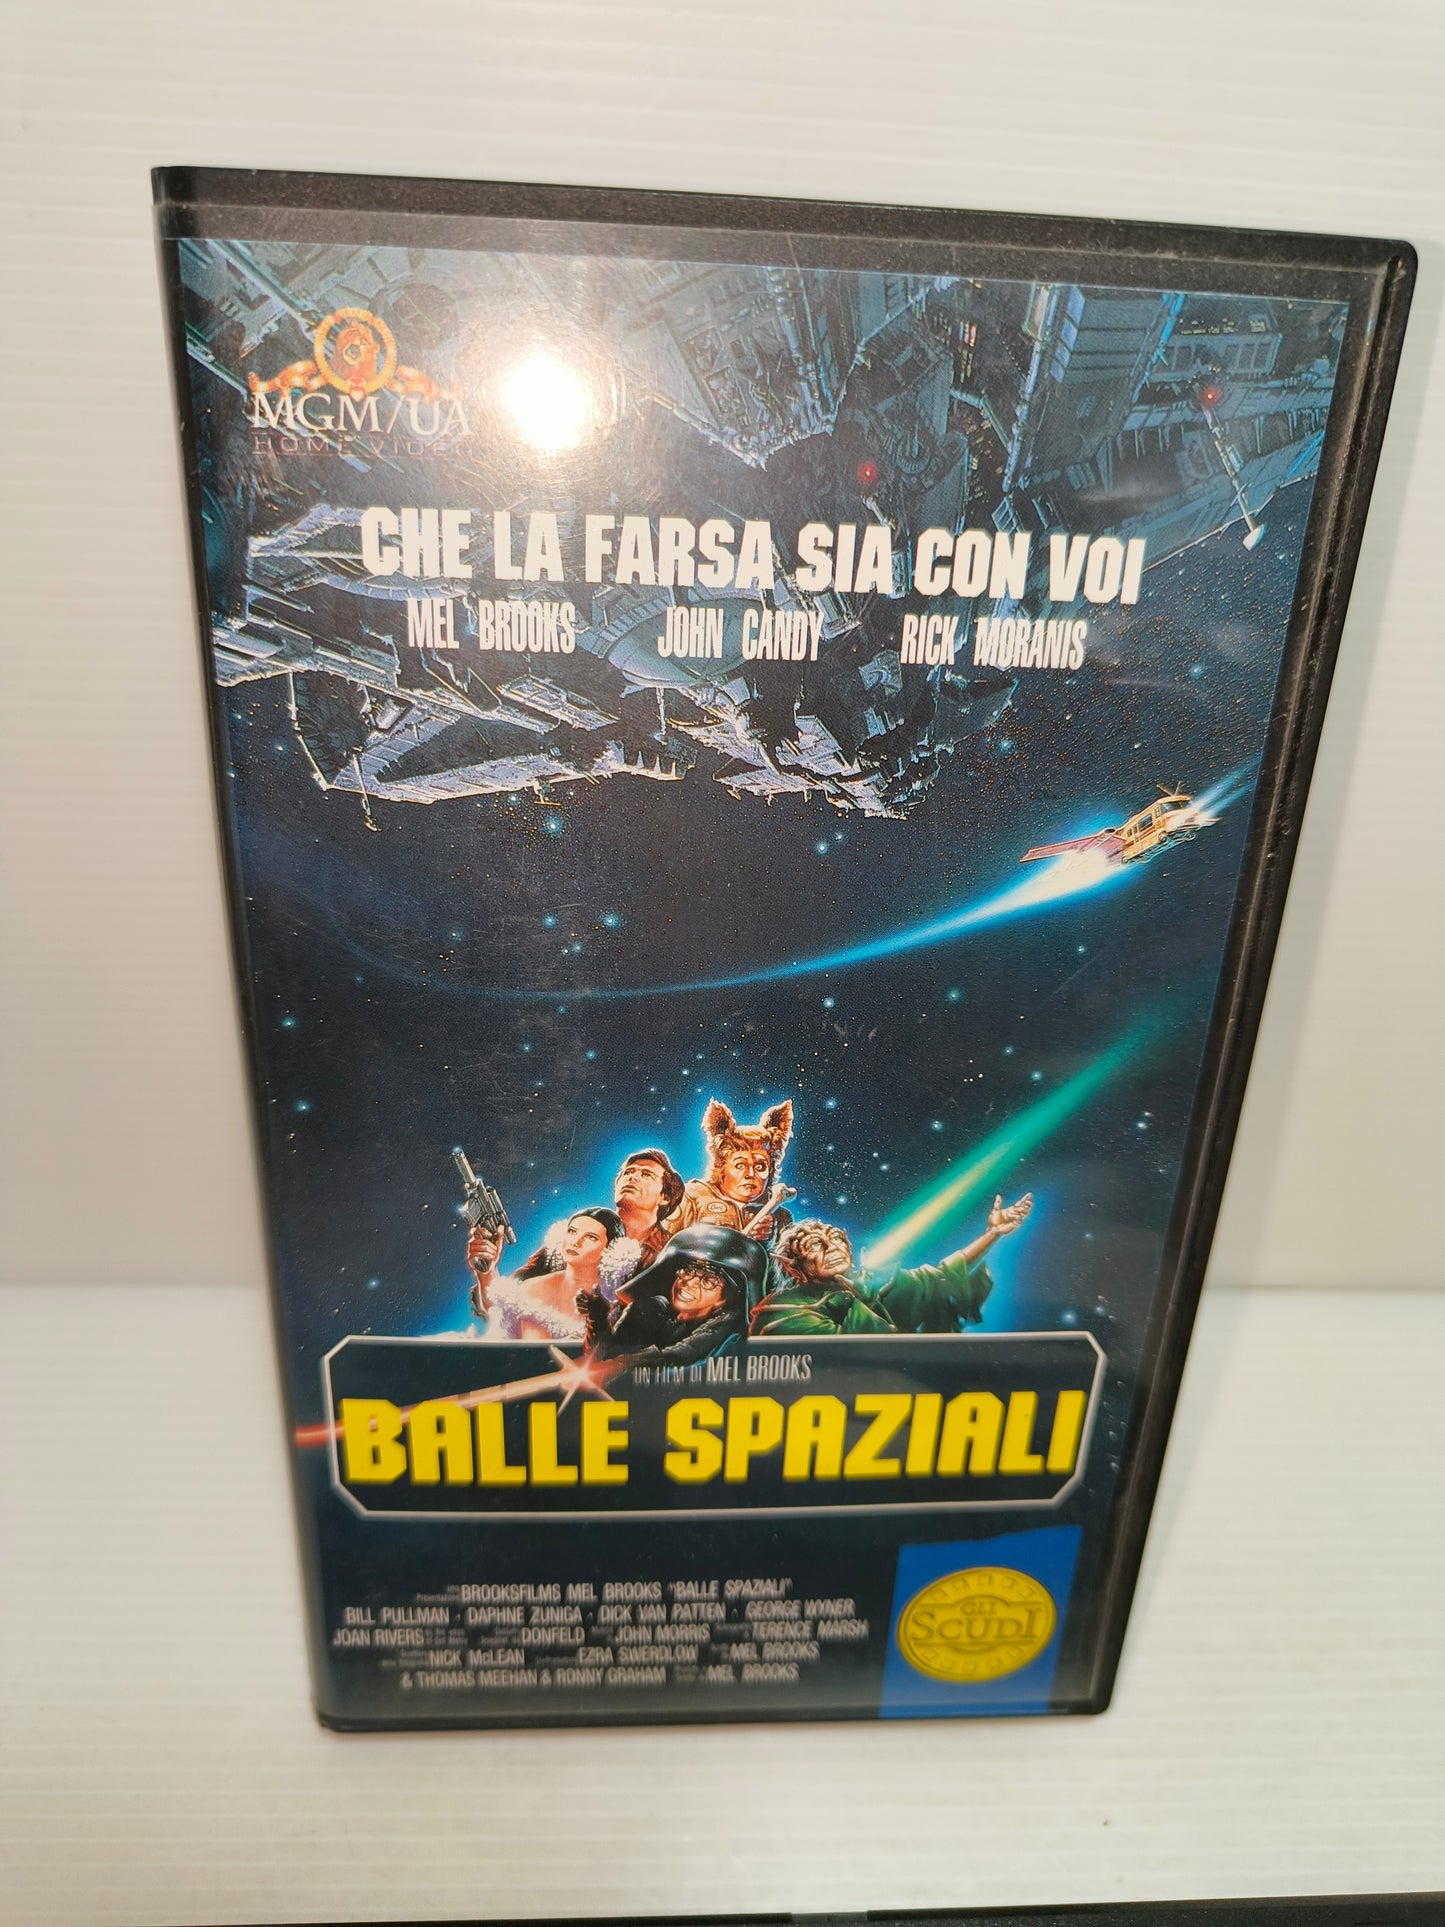 MGM/UA
HOME VIDEO
CHE LA FARSA SIA CON VOI
MEL BROOKS JOHN CANDY RICK MORANIS
UN FILM DI MEL BROOKS
BALLE SPAZIALI
BROOKSFILMS MEL BROOKS "BALLE SPAZIALI"
BILL PULLMAN · DAPHNE ZUNIGA · DICK VAN PATTEN · GEORGE WYNER
JOAN RIVERS DONFELD JOHN MORRIS TERENCE MARSH
NICK McLEAN EZRA SWERDLOW MEL BROOKS
& THOMAS MEEHAN & RONNY GRAHAM MEL BROOKS
GLI
SCUDI